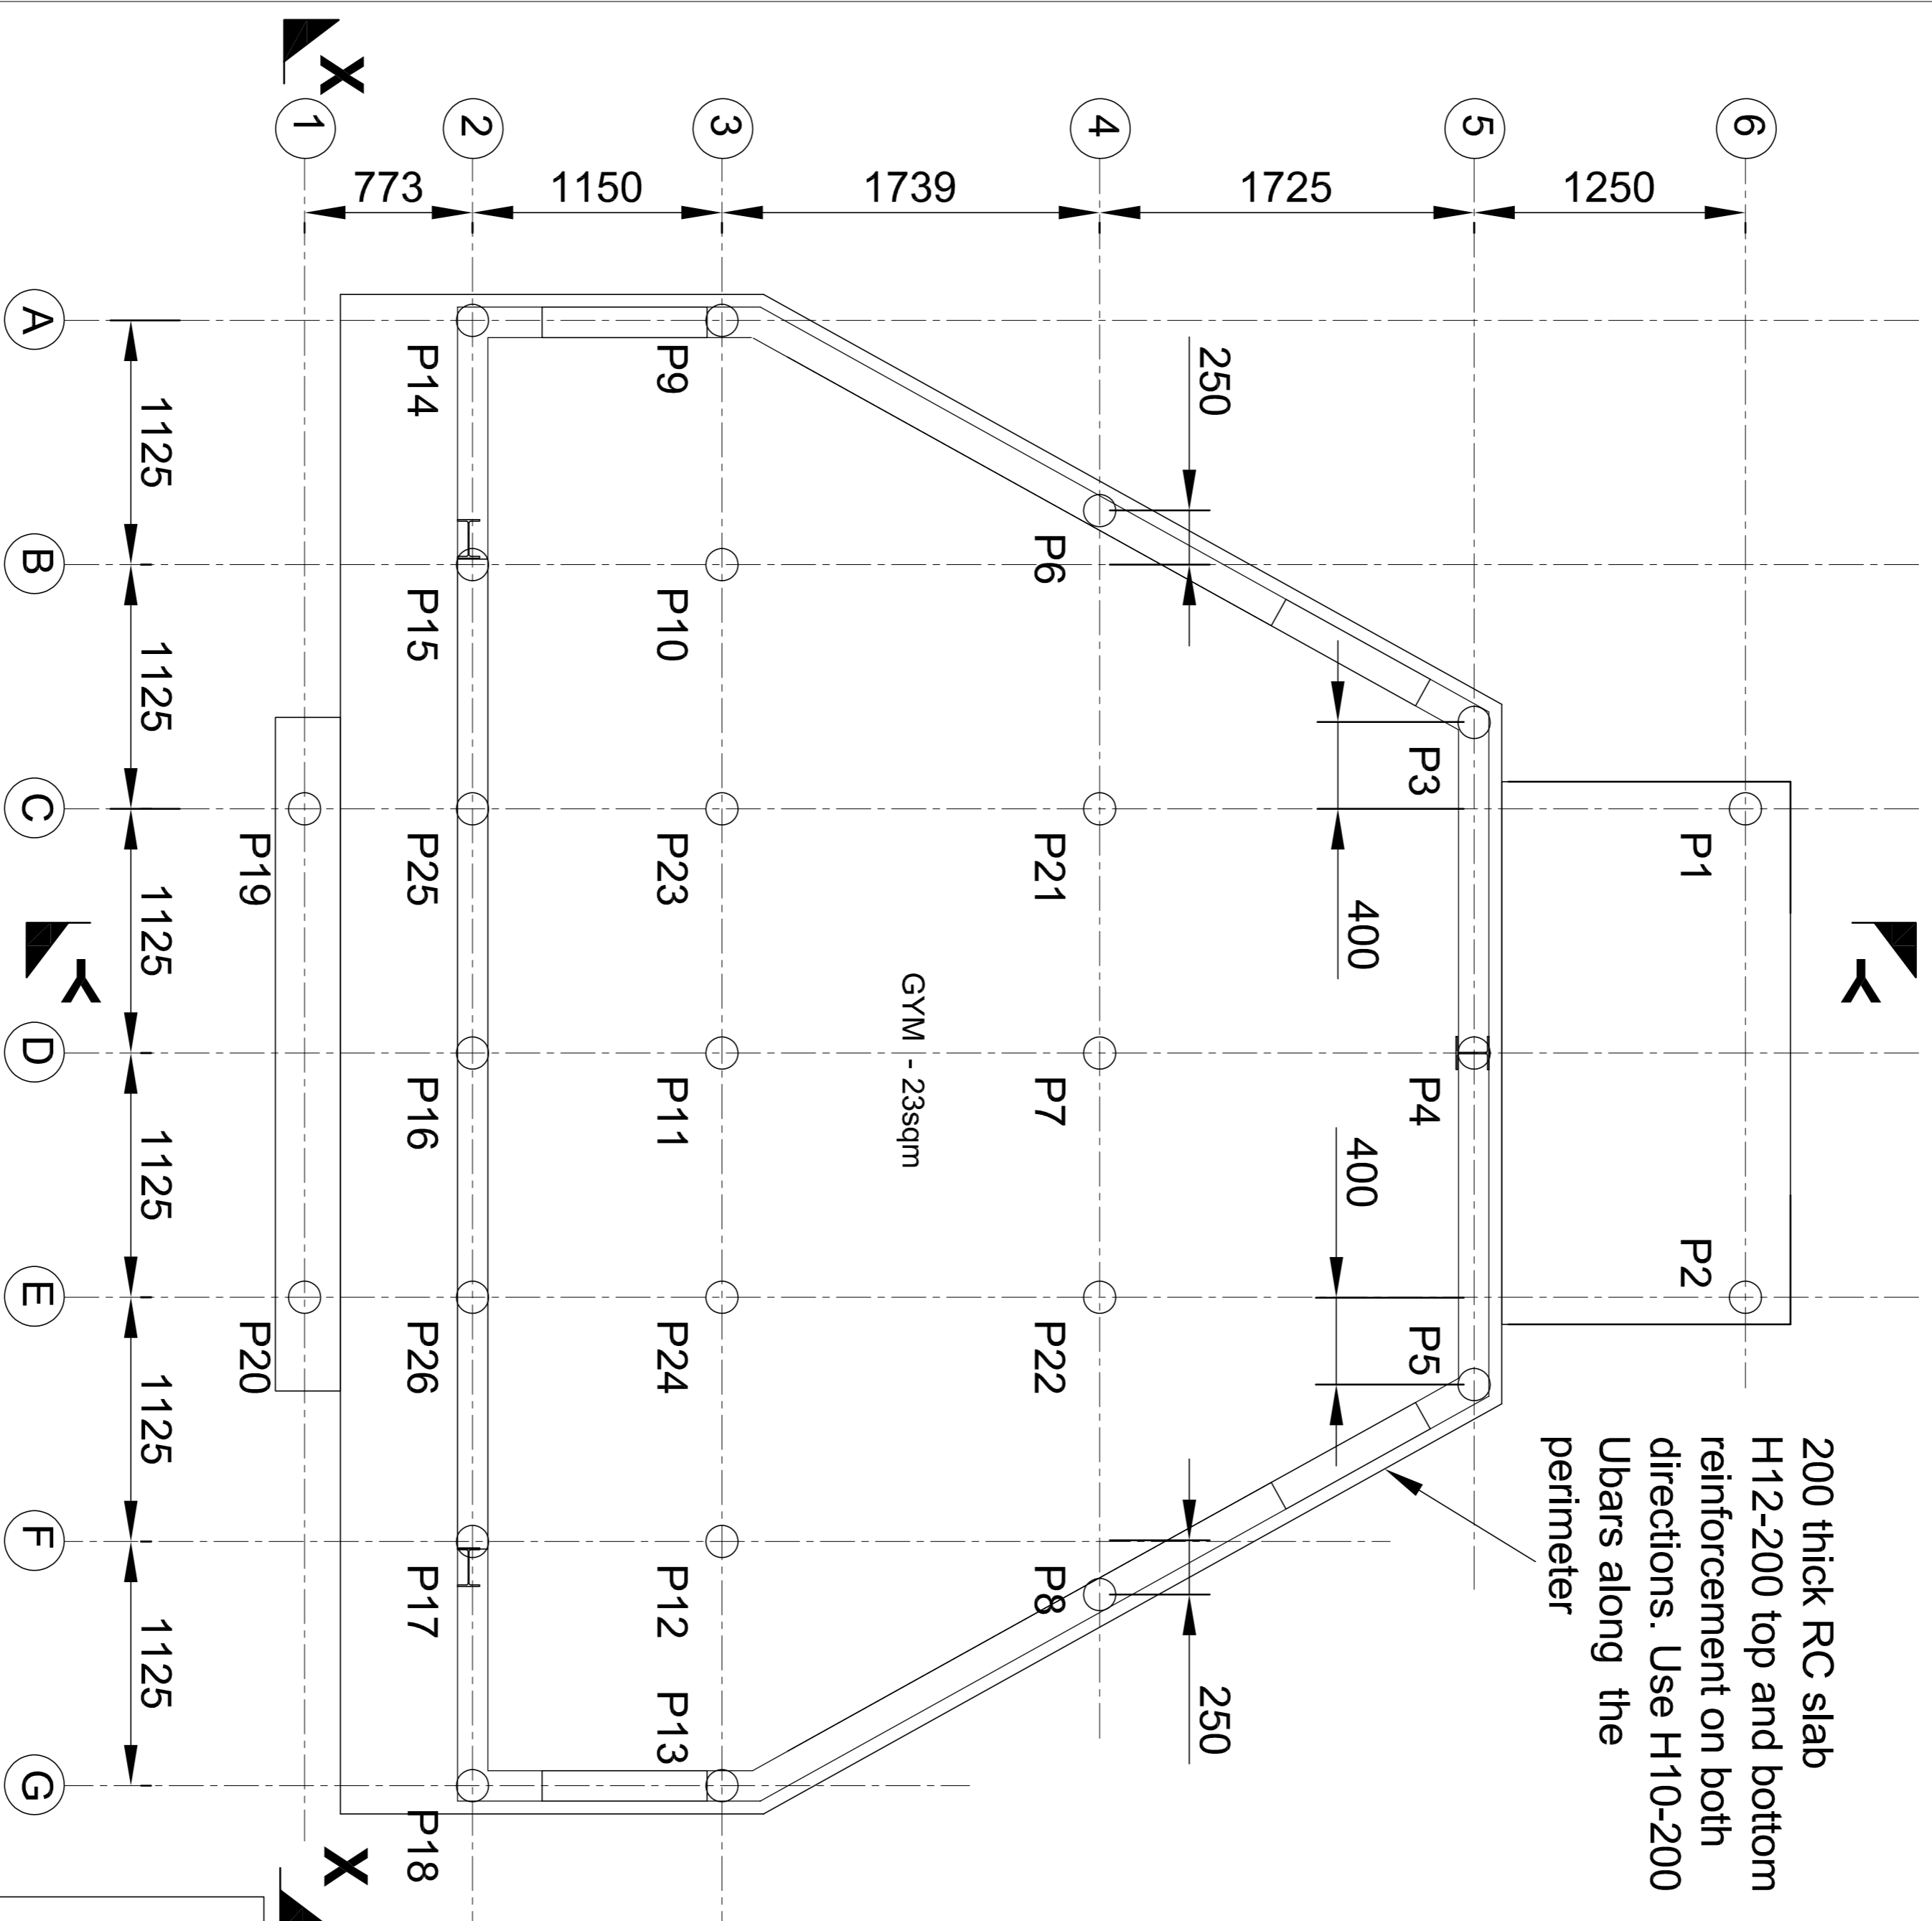 X
1
2
3
4
5
6
773
1150
1739
1725
1250
A
B
C
D
E
F
G
1125
1125
1125
1125
1125
1125
250
400
400
250
P1
P2
P3
P4
P5
P6
P21
P7
P22
P8
P9
P10
P23
P11
P24
P12
P13
P14
P15
P25
P16
P26
P17
P18
P19
P20
GYM - 23sqm
Y
Y
X
200 thick RC slab
H12-200 top and bottom
reinforcement on both
directions. Use H10-200
Ubars along the
perimeter